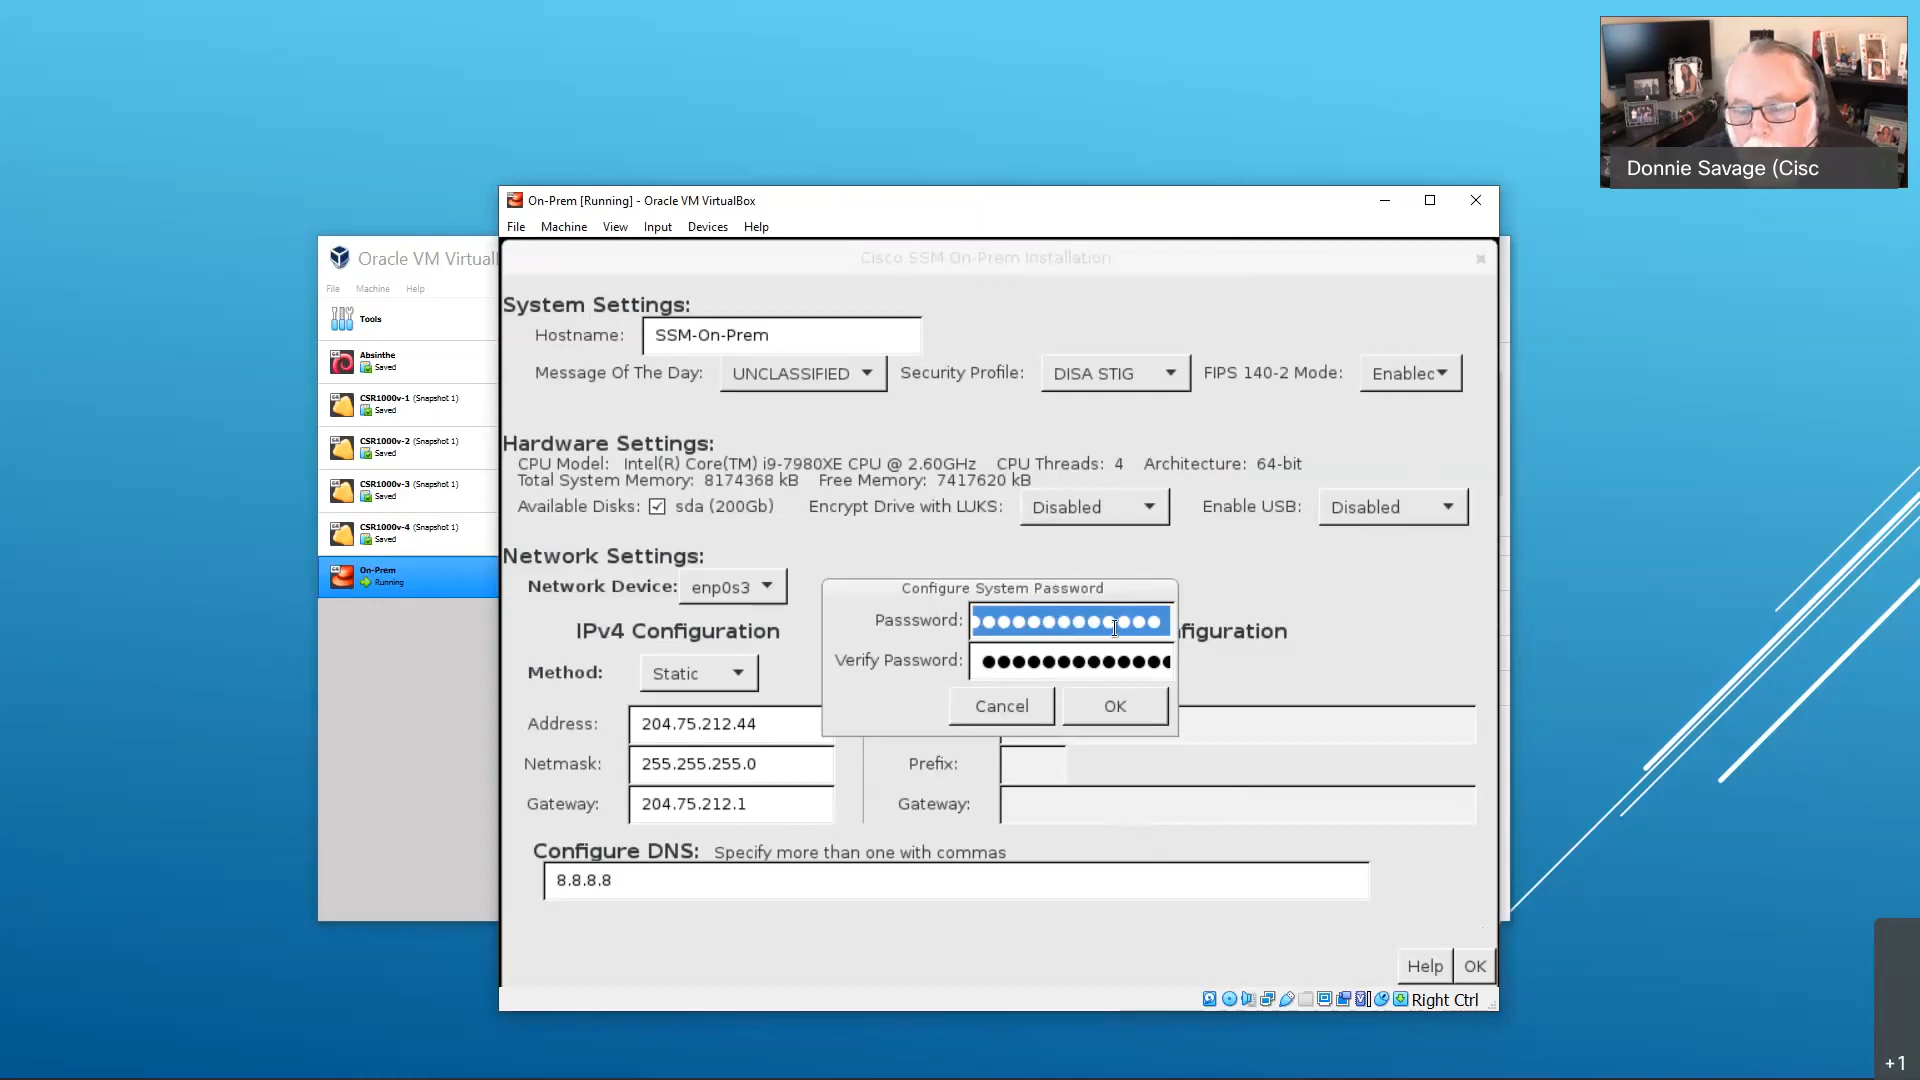 Donnie Savage (Cisc
On-Prem [Running] - Oracle VM VirtualBox
File Machine View Input Devices Help
Oracle VM Virtual
File Machine Help
Tools
Absinthe
Saved
CSR1000v-1 (Snapshot 1)
Saved
CSR1000v-2 (Snapshot 1)
Saved
CSR1000v-3 (Snapshot 1)
Saved
CSR1000v-4 (Snapshot 1)
Saved
On-Prem
Running
Cisco SSM On-Prem Installation
System Settings:
Hostname: SSM-On-Prem
Message Of The Day: UNCLASSIFIED Security Profile: DISA STIG FIPS 140-2 Mode: Enabled
Hardware Settings:
CPU Model: Intel(R) Core(TM) i9-7980XE CPU @ 2.60GHz CPU Threads: 4 Architecture: 64-bit
Total System Memory: 8174368 kB Free Memory: 7417620 kB
Available Disks: sda (200Gb) Encrypt Drive with LUKS: Disabled Enable USB: Disabled
Network Settings:
Network Device: enp0s3
Configure System Password
Passsword:
Verify Password:
Cancel OK
IPv4 Configuration
figuration
Method: Static
Address: 204.75.212.44
Netmask: 255.255.255.0 Prefix:
Gateway: 204.75.212.1 Gateway:
Configure DNS: Specify more than one with commas
8.8.8.8
Help OK
Right Ctrl
+1